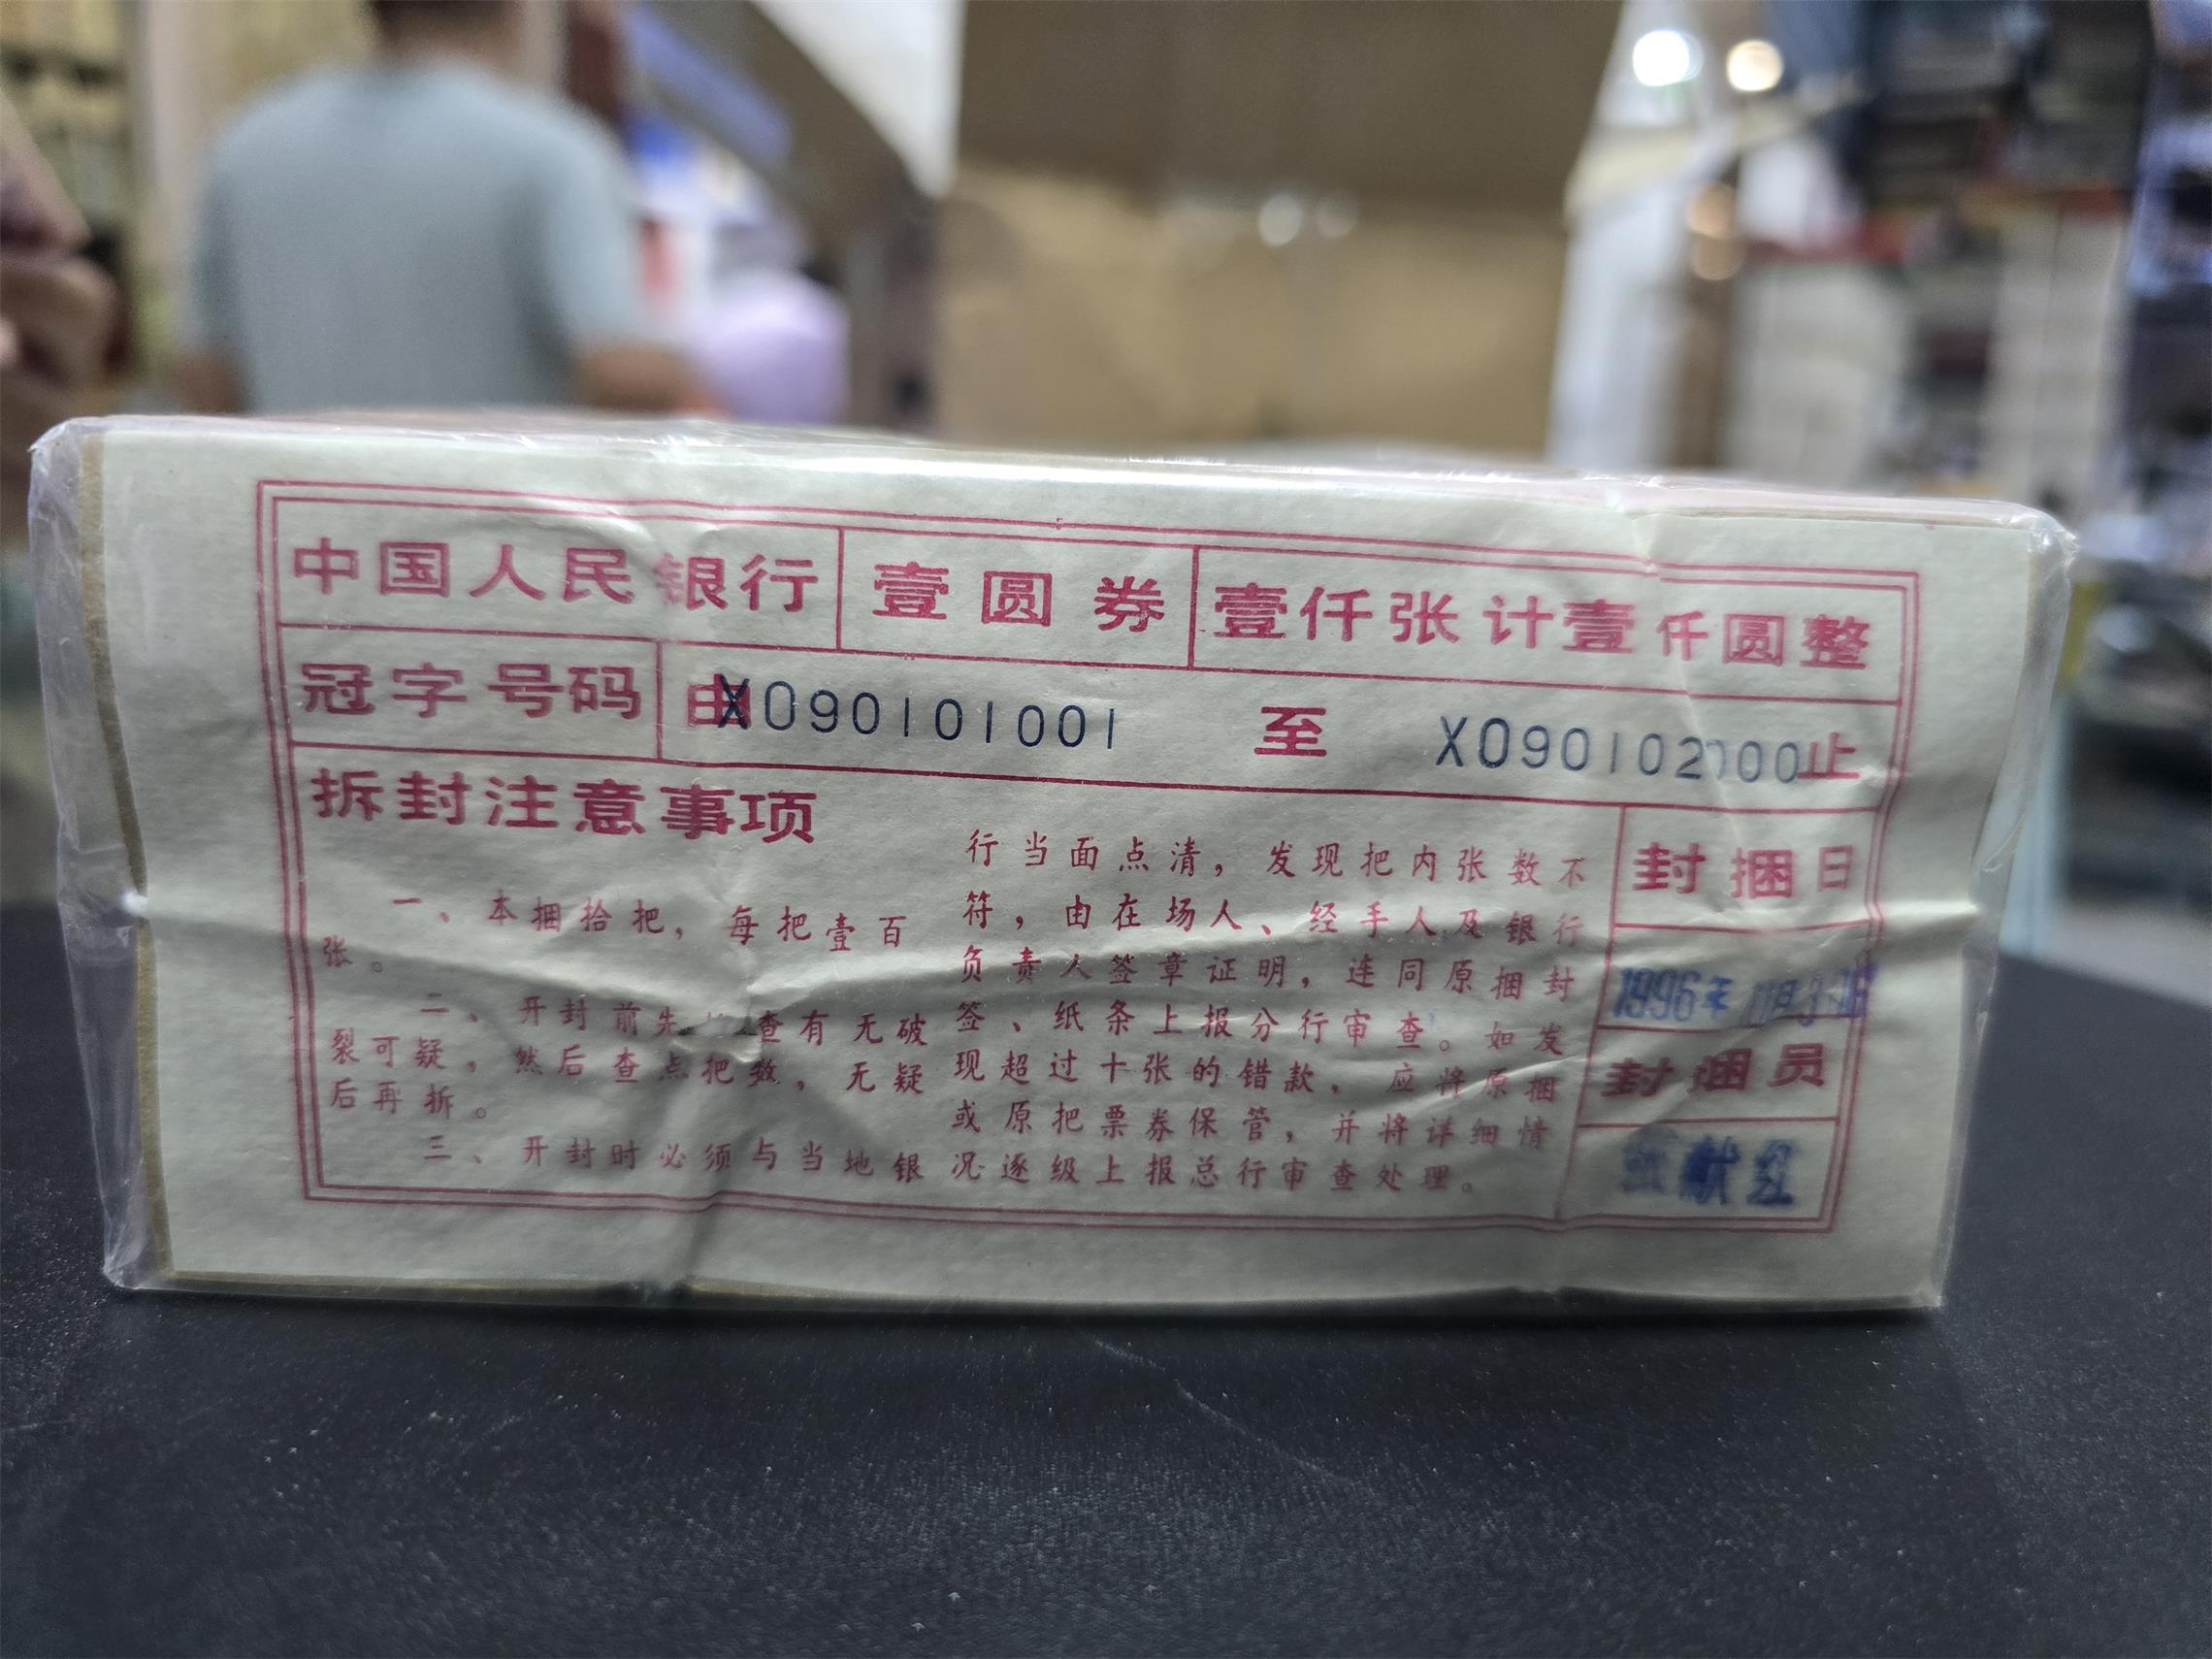 中国人民银行 壹圆券 壹仟张计壹仟圆整
冠字号码 由X090101001 至 X090102000止
拆封注意事项
一、本捆拾把，每把壹百
张。
二、开封前先检查有无破
裂可疑，然后查点把数，无疑
后再拆。
三、开封时必须与当地银
行当面点清，发现把内张数不
符，由在场人、经手人及银行
负责人签章证明，连同原捆封
签、纸条上报分行审查。如发
现超过十张的错款，应将原捆
或原把票券保管，并将详细情
况逐级上报总行审查处理。
封捆日
1996年
封捆员
献红